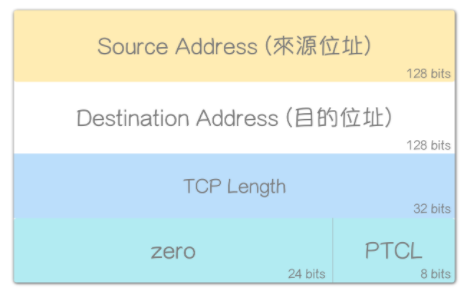 Source Address (來源位址)
128 bits
Destination Address (目的位址)
128 bits
TCP Length
32 bits
zero
24 bits
PTCL
8 bits